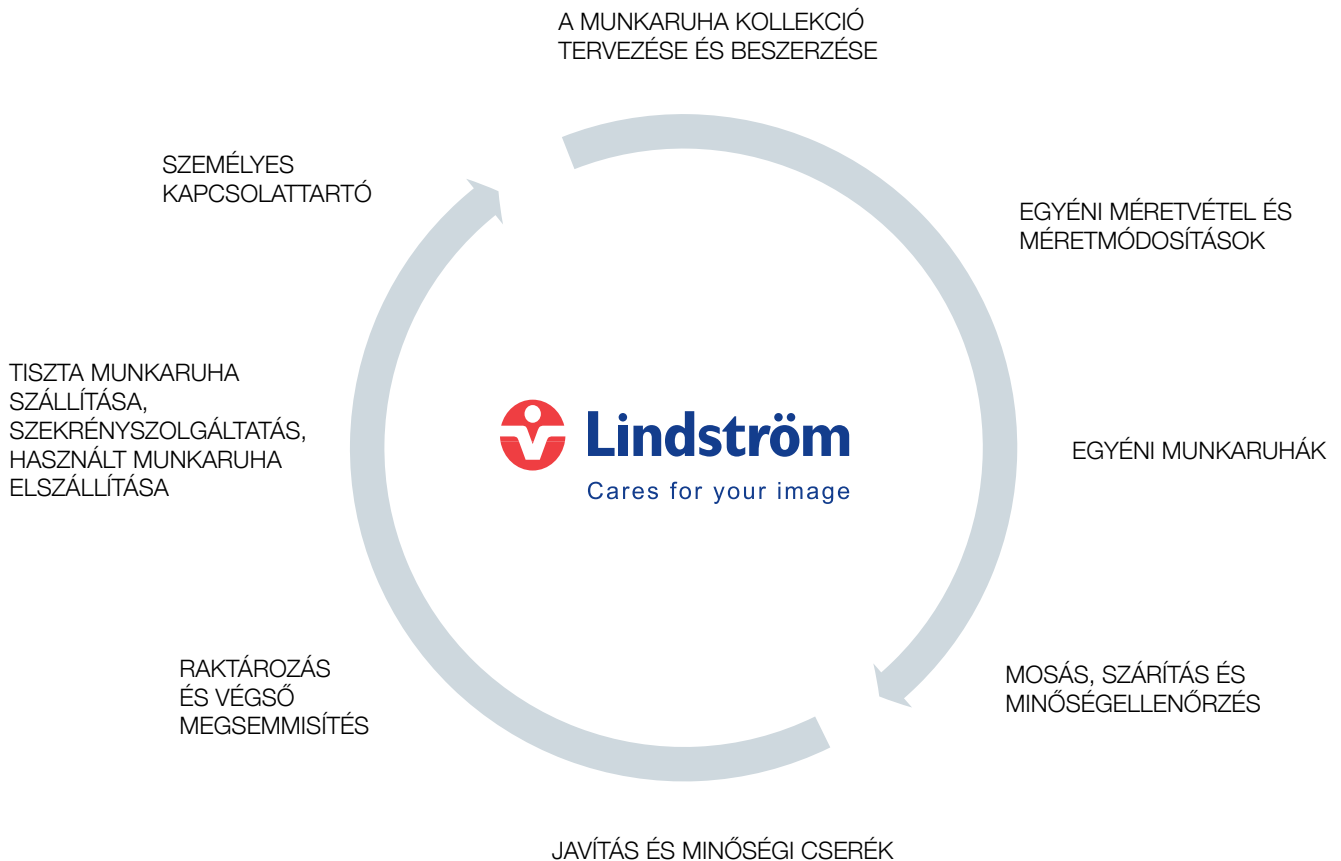 A MUNKARUHA KOLLEKCIÓ
TERVEZÉSE ÉS BESZERZÉSE
EGYÉNI MÉRETVÉTEL ÉS
MÉRETMÓDOSÍTÁSOK
EGYÉNI MUNKARUHÁK
MOSÁS, SZÁRÍTÁS ÉS
MINŐSÉGELLENŐRZÉS
JAVÍTÁS ÉS MINŐSÉGI CSERÉK
RAKTÁROZÁS
ÉS VÉGSŐ
MEGSEMMISÍTÉS
TISZTA MUNKARUHA
SZÁLLÍTÁSA,
SZEKRÉNYSZOLGÁLTATÁS,
HASZNÁLT MUNKARUHA
ELSZÁLLÍTÁSA
SZEMÉLYES
KAPCSOLATTARTÓ
Lindström
Cares for your image